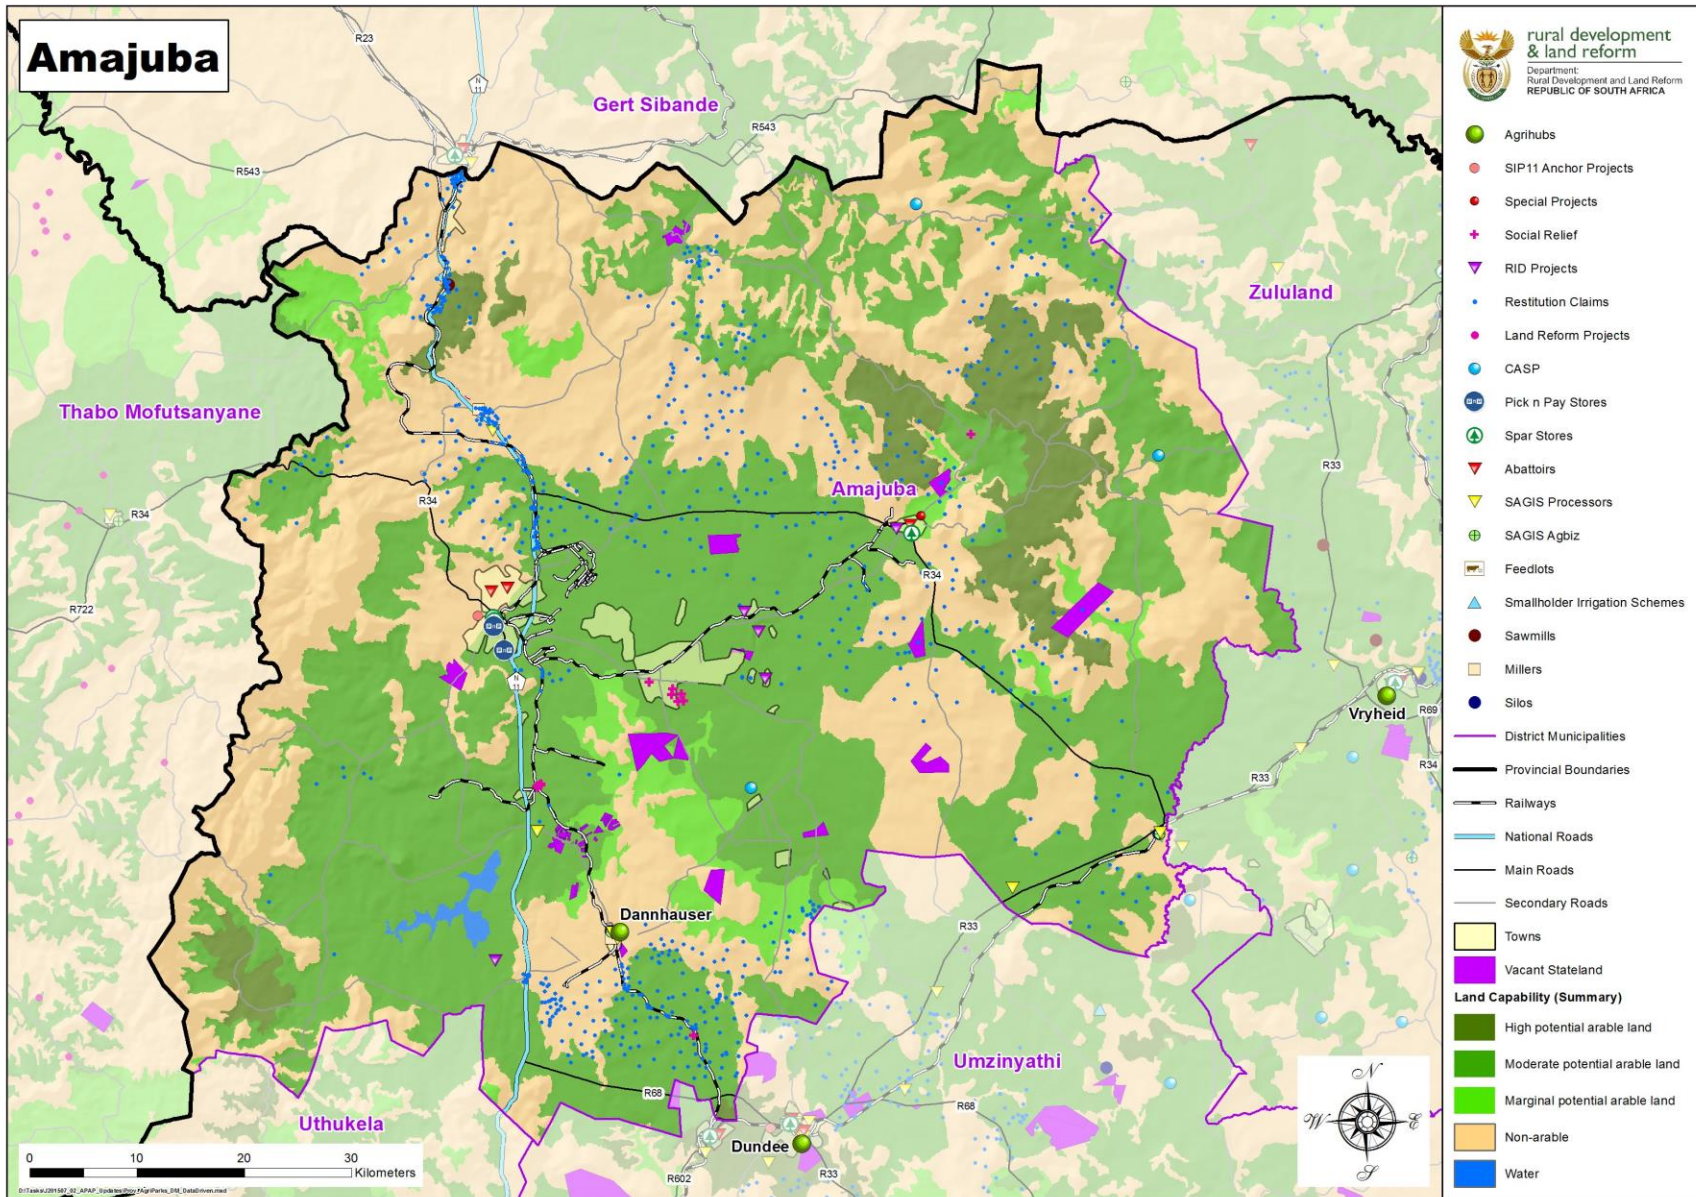 Amajuba
R23
N
11
Gert Sibande
R543
R543
Zululand
Thabo Mofutsanyane
R34
R34
Amajuba
R33
R34
R722
N
11
Vryheid
R69
R33
R34
Dannhauser
R33
Umzinyathi
R68
R68
Uthukela
Dundee
R602
R33
0 10 20 30
Kilometers
N
W E
S
rural development
& land reform
Department:
Rural Development and Land Reform
REPUBLIC OF SOUTH AFRICA
Agrihubs
SIP11 Anchor Projects
Special Projects
Social Relief
RID Projects
Restitution Claims
Land Reform Projects
CASP
Pick n Pay Stores
Spar Stores
Abattoirs
SAGIS Processors
SAGIS Agbiz
Feedlots
Smallholder Irrigation Schemes
Sawmills
Millers
Silos
District Municipalities
Provincial Boundaries
Railways
National Roads
Main Roads
Secondary Roads
Towns
Vacant Stateland
Land Capability (Summary)
High potential arable land
Moderate potential arable land
Marginal potential arable land
Non-arable
Water